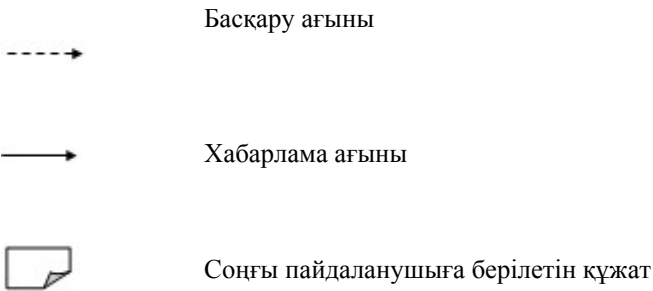 Басқару ағыны
Хабарлама ағыны
Соңғы пайдаланушыға берілетін құжат